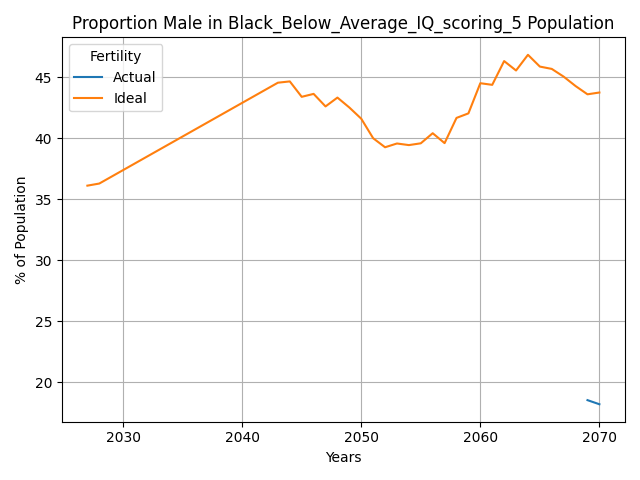 Proportion Male in Black_Below_Average_IQ_scoring_5 Population
Fertility
Actual
Ideal
% of Population
45
40
35
30
25
20
2030
2040
2050
2060
2070
Years